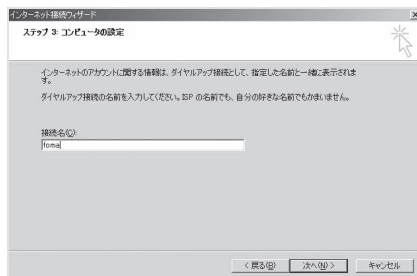 インターネット接続ウィザード
ステップ 3: コンピュータの設定
インターネットのアカウントに関する情報は、ダイヤルアップ接続として、指定した名前と一緒に表示されま
す。
ダイヤルアップ接続の名前を入力してください。ISP の名前でも、自分の好きな名前でもかまいません。
接続名(C):
foma
< 戻る(B)
次へ(N) >
キャンセル